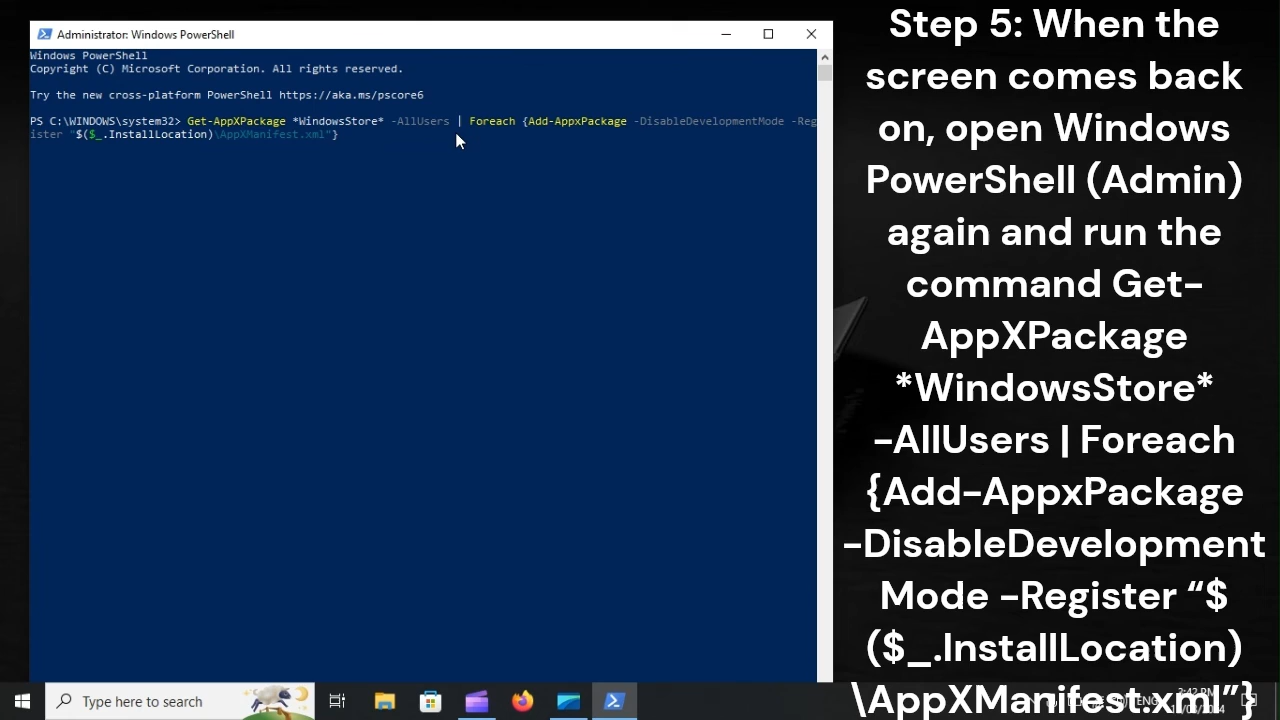 Administrator: Windows PowerShell
Windows PowerShell
Copyright (C) Microsoft Corporation. All rights reserved.
Try the new cross-platform PowerShell https://aka.ms/pscore6
PS C:\WINDOWS\system32> Get-AppXPackage *WindowsStore* -AllUsers | Foreach {Add-AppxPackage -DisableDevelopmentMode -Reg
ister "$($_.InstallLocation)\AppXManifest.xml"}
Type here to search
Step 5: When the
screen comes back
on, open Windows
PowerShell (Admin)
again and run the
command Get-
AppXPackage
*WindowsStore*
-AllUsers | Foreach
{Add-AppxPackage
-DisableDevelopment
Mode -Register “$
($_.InstallLocation)
\AppXManifest.xml”}
ENG